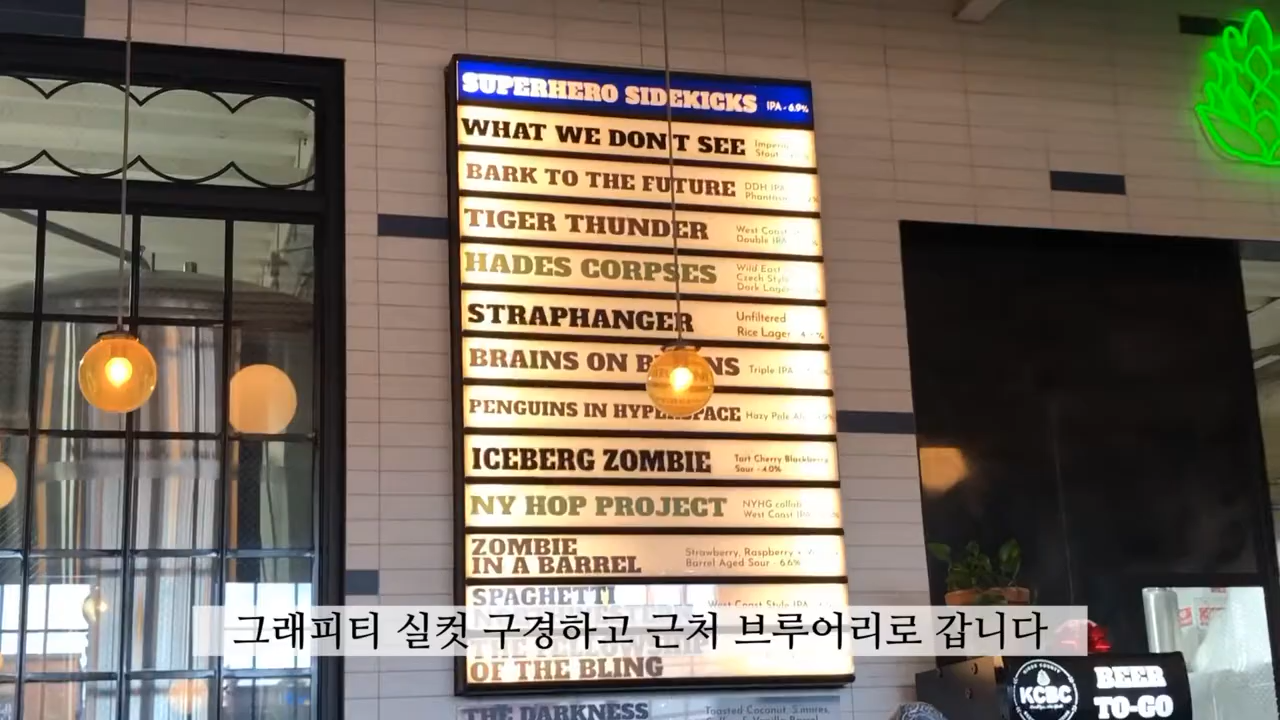 SUPERHERO SIDEKICKS IPA - 6.9%
WHAT WE DON'T SEE Imperial
Stout
BARK TO THE FUTURE DDH IPA
TIGER THUNDER West Coast
Double IPA
HADES CORPSES Wild East
Czech Style
Dark Lager
STRAPHANGER Unfiltered
Rice Lager
BRAINS ON Triple IPA
PENGUINS IN HYPERSPACE Hazy Pale
ICEBERG ZOMBIE Tart Cherry Blackberry
Sour - 4.0%
NY HOP PROJECT NYHG collab
West Coast IPA
ZOMBIE
IN A BARREL Strawberry, Raspberry +
Barrel Aged Sour - 6.6%
SPAGHETTI West Coast Style IPA
그래피티 실컷 구경하고 근처 브루어리로 갑니다
THE FELLOWSHIP
OF THE BLING
THE DARKNESS Toasted Coconut, S'mores,
KCBC
BEER
TO-GO